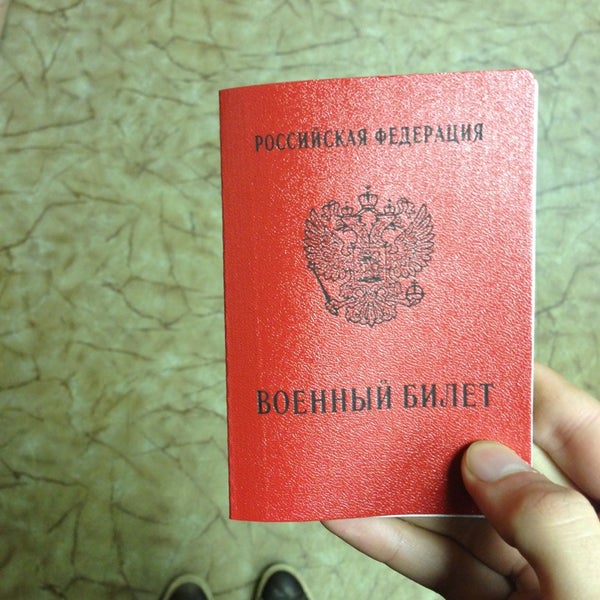 РОССИЙСКАЯ ФЕДЕРАЦИЯ
ВОЕННЫЙ БИЛЕТ